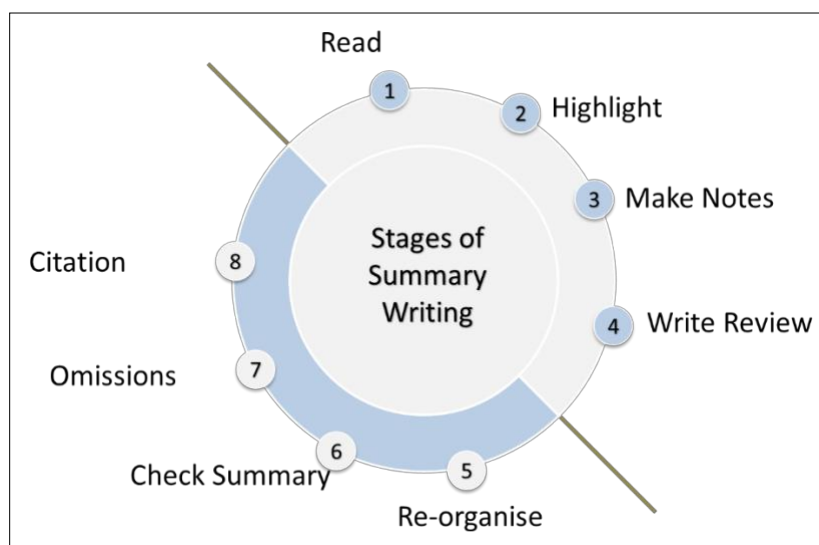 Stages of
Summary
Writing
1
Read
2
Highlight
3
Make Notes
4
Write Review
5
Re-organise
6
Check Summary
7
Omissions
8
Citation